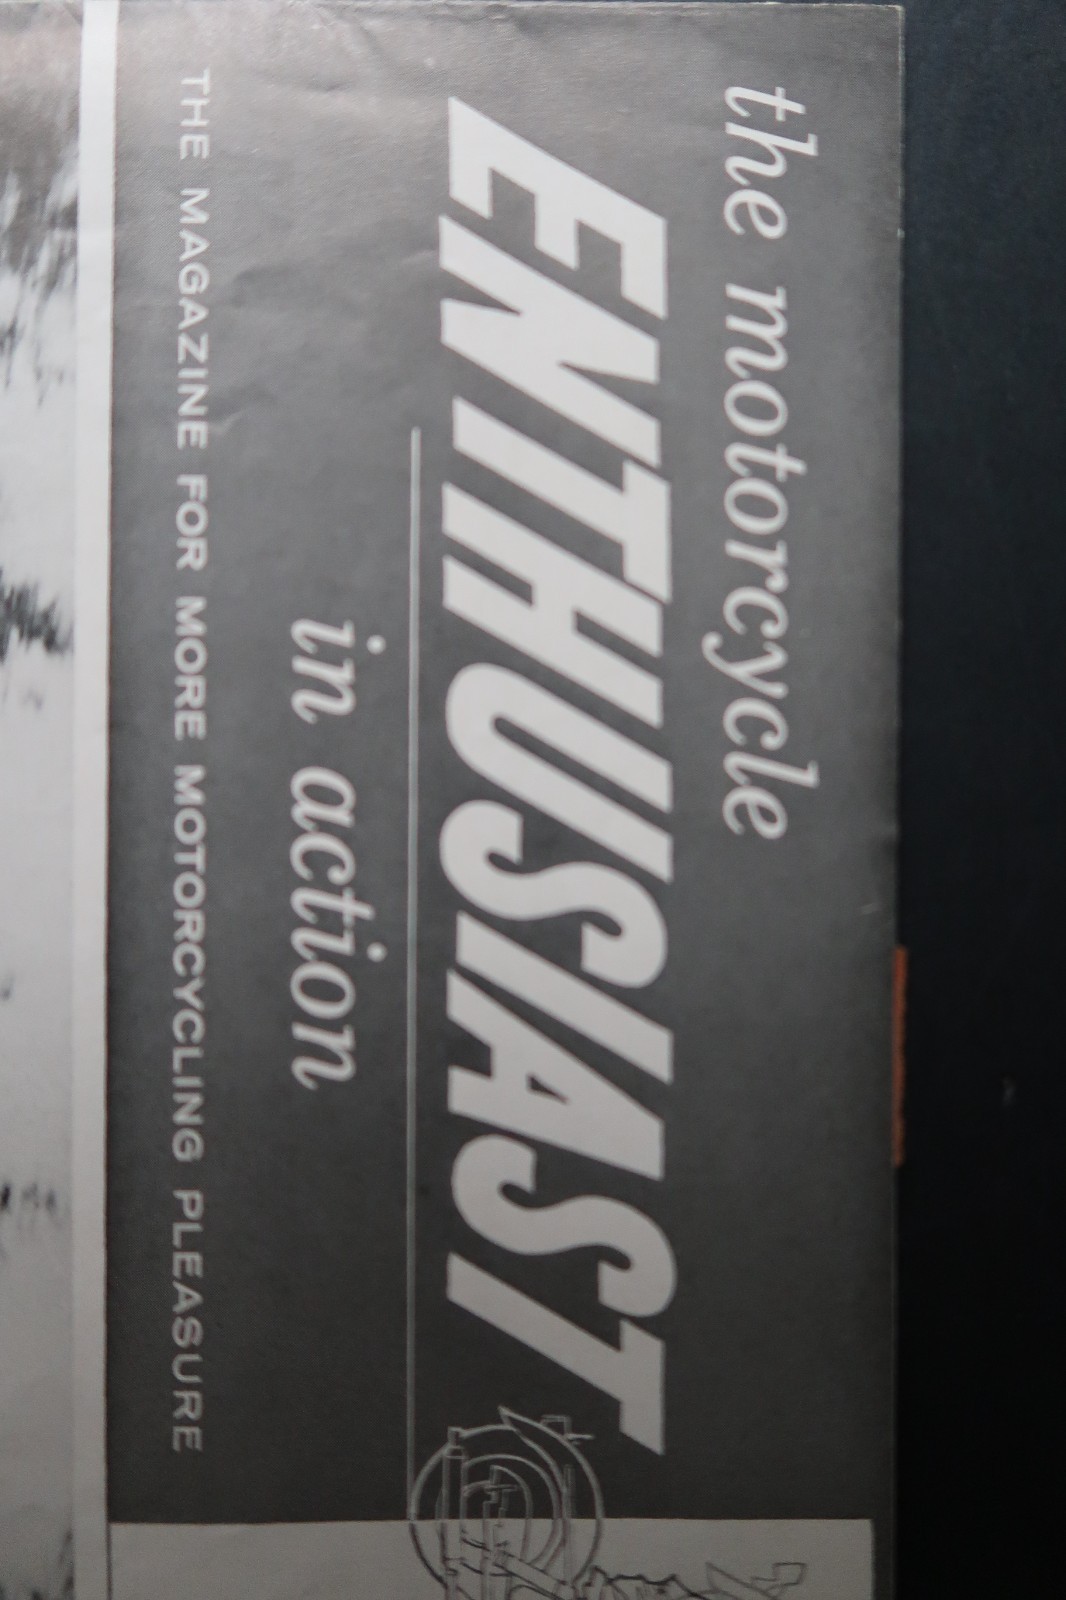 the motorcycle
ENTHUSIAST
in action
THE MAGAZINE FOR MORE MOTORCYCLING PLEASURE